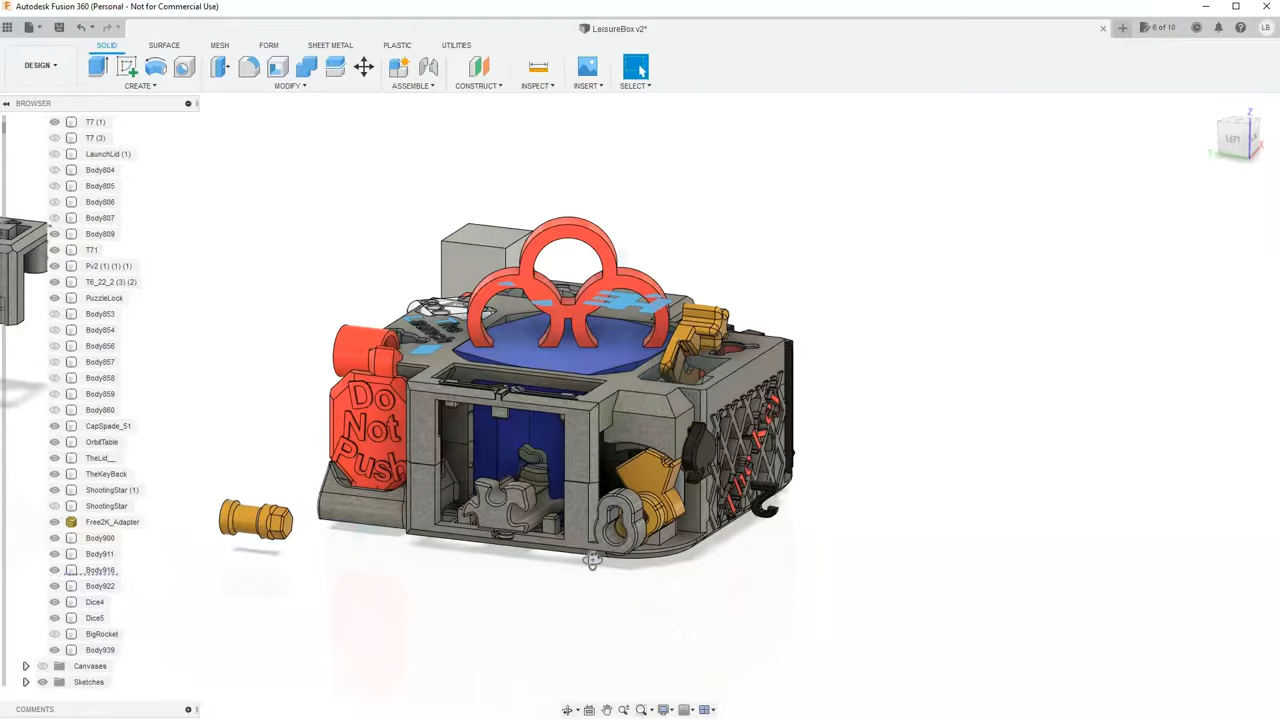 Autodesk Fusion 360 (Personal - Not for Commercial Use)
LeisureBox v2*
6 of 10
LB
DESIGN
SOLID
SURFACE
MESH
FORM
SHEET METAL
PLASTIC
UTILITIES
CREATE
MODIFY
ASSEMBLE
CONSTRUCT
INSPECT
INSERT
SELECT
BROWSER
T7 (1)
T7 (3)
LaunchLid (1)
Body804
Body805
Body806
Body807
Body809
T71
Pv2 (1) (1) (1)
T6_22_2 (3) (2)
PuzzleLock
Body853
Body854
Body856
Body857
Body858
Body859
Body860
CapSpade_51
OrbitTable
TheLid__
TheKeyBack
ShootingStar (1)
ShootingStar
Free2K_Adapter
Body900
Body911
Body916
Body922
Dice4
Dice5
BigRocket
Body939
Canvases
Sketches
COMMENTS
Do
Not
Push
LEFT
Z
X
Y